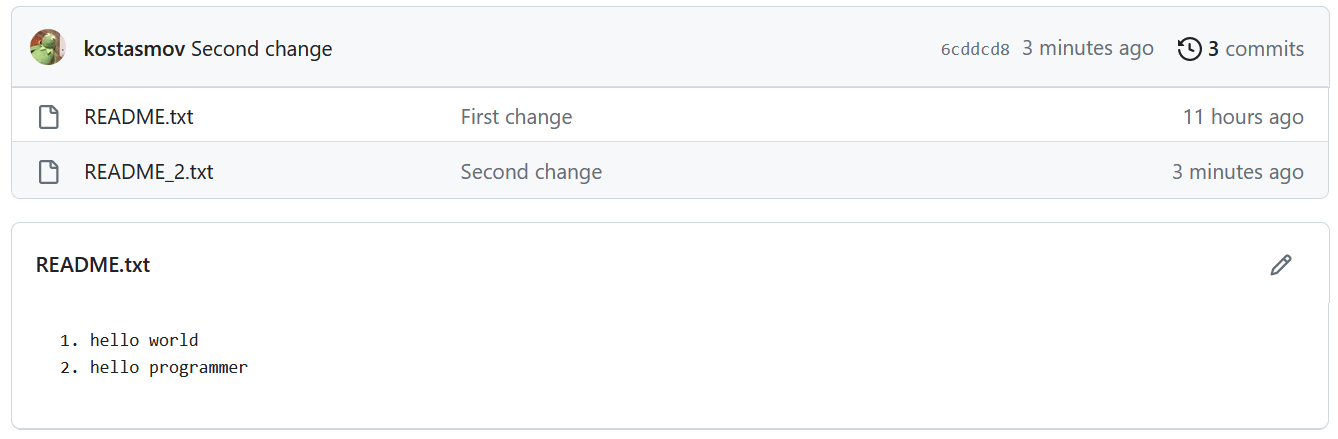 kostasmov Second change 6cddcd8 3 minutes ago 3 commits
README.txt First change 11 hours ago
README_2.txt Second change 3 minutes ago
README.txt
1. hello world
2. hello programmer